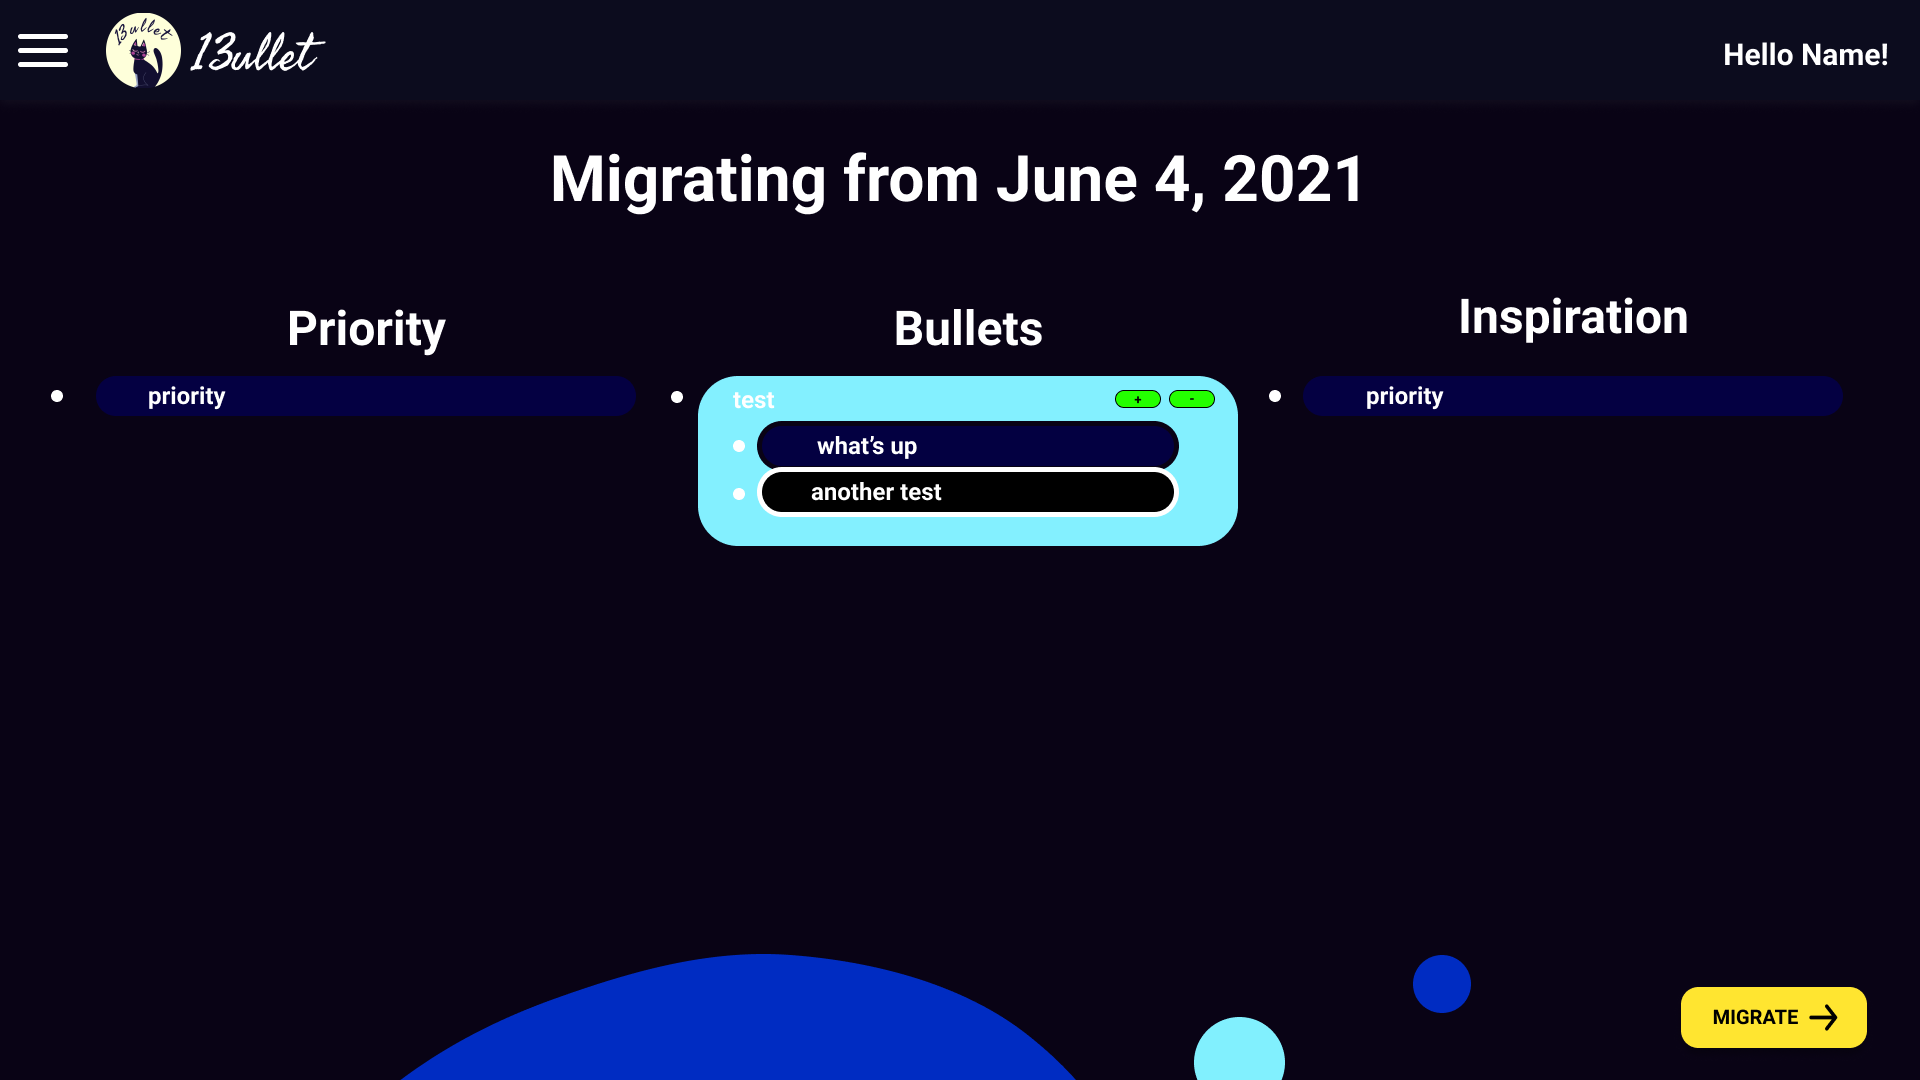 13ullet
13ullet
Hello Name!
Migrating from June 4, 2021
Priority
priority
Bullets
test
+
-
what’s up
another test
Inspiration
priority
MIGRATE